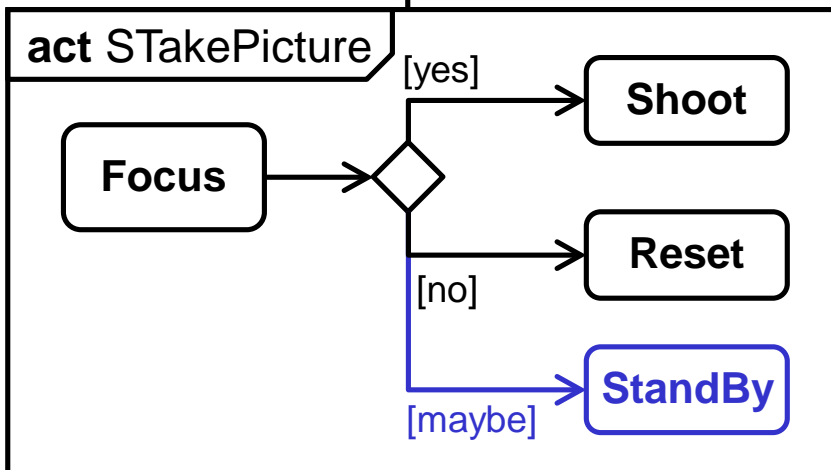 act STakePicture
[yes]
Shoot
Focus
Reset
[no]
StandBy
[maybe]